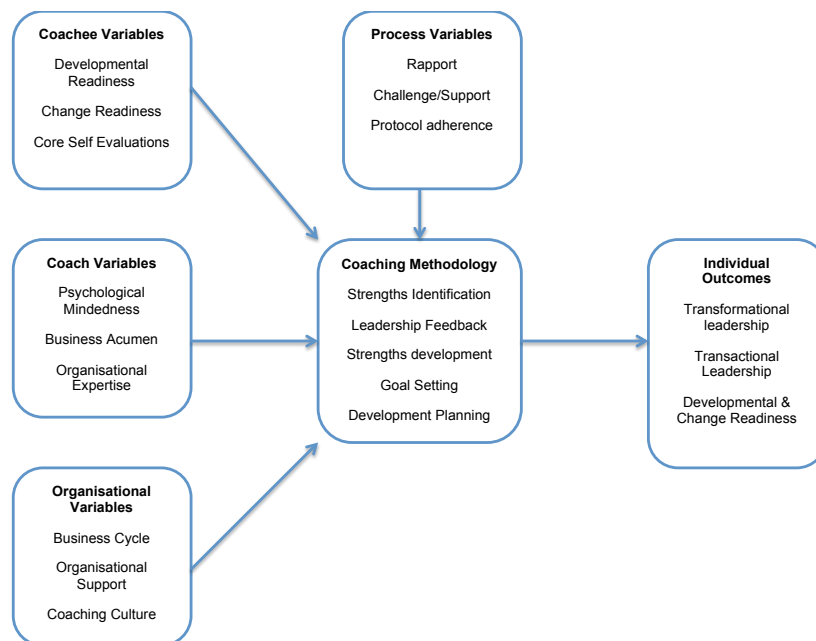 Coachee Variables
Developmental
Readiness
Change Readiness
Core Self Evaluations
Process Variables
Rapport
Challenge/Support
Protocol adherence
Coach Variables
Psychological
Mindedness
Business Acumen
Organisational
Expertise
Coaching Methodology
Strengths Identification
Leadership Feedback
Strengths development
Goal Setting
Development Planning
Individual
Outcomes
Transformational
leadership
Transactional
Leadership
Developmental &
Change Readiness
Organisational
Variables
Business Cycle
Organisational
Support
Coaching Culture